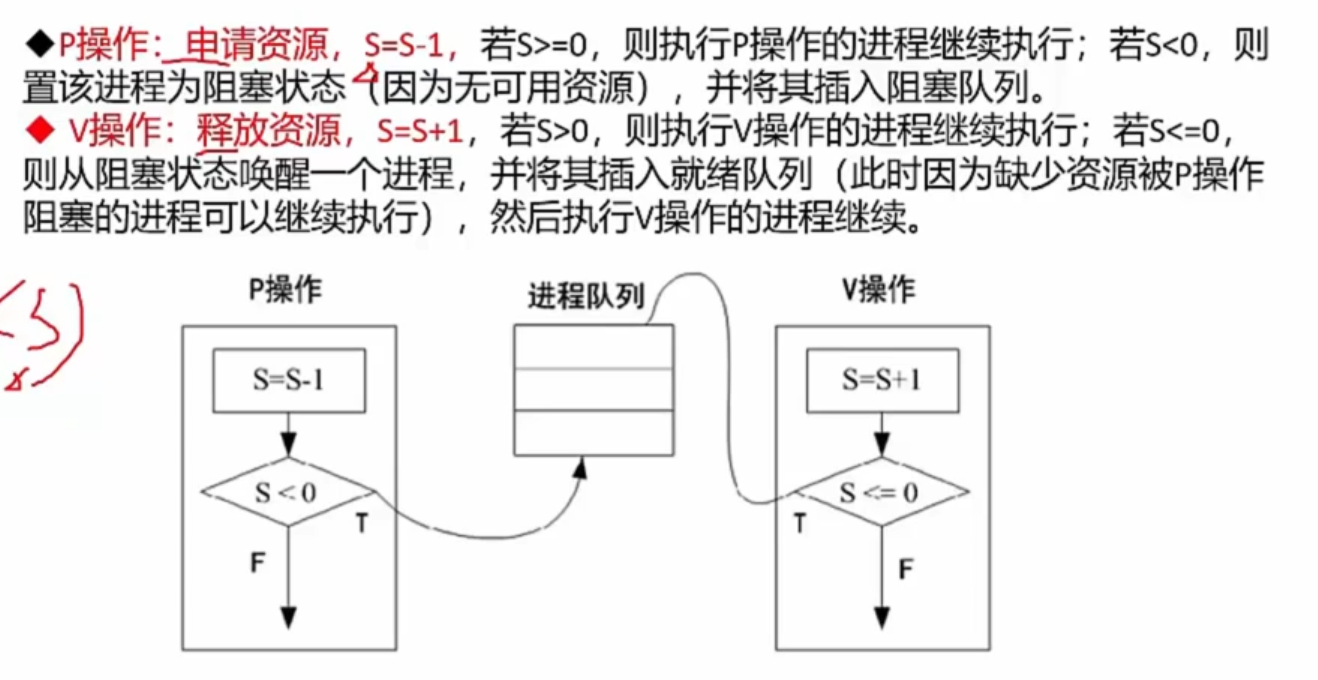 ◆P操作：申请资源，S=S-1，若S>=0，则执行P操作的进程继续执行；若S<0，则
置该进程为阻塞状态（因为无可用资源），并将其插入阻塞队列。
◆ V操作：释放资源，S=S+1，若S>0，则执行V操作的进程继续执行；若S<=0，
则从阻塞状态唤醒一个进程，并将其插入就绪队列（此时因为缺少资源被P操作
阻塞的进程可以继续执行），然后执行V操作的进程继续。
P操作 进程队列 V操作
S=S-1 S=S+1
S<0 S<=0
T T
F F